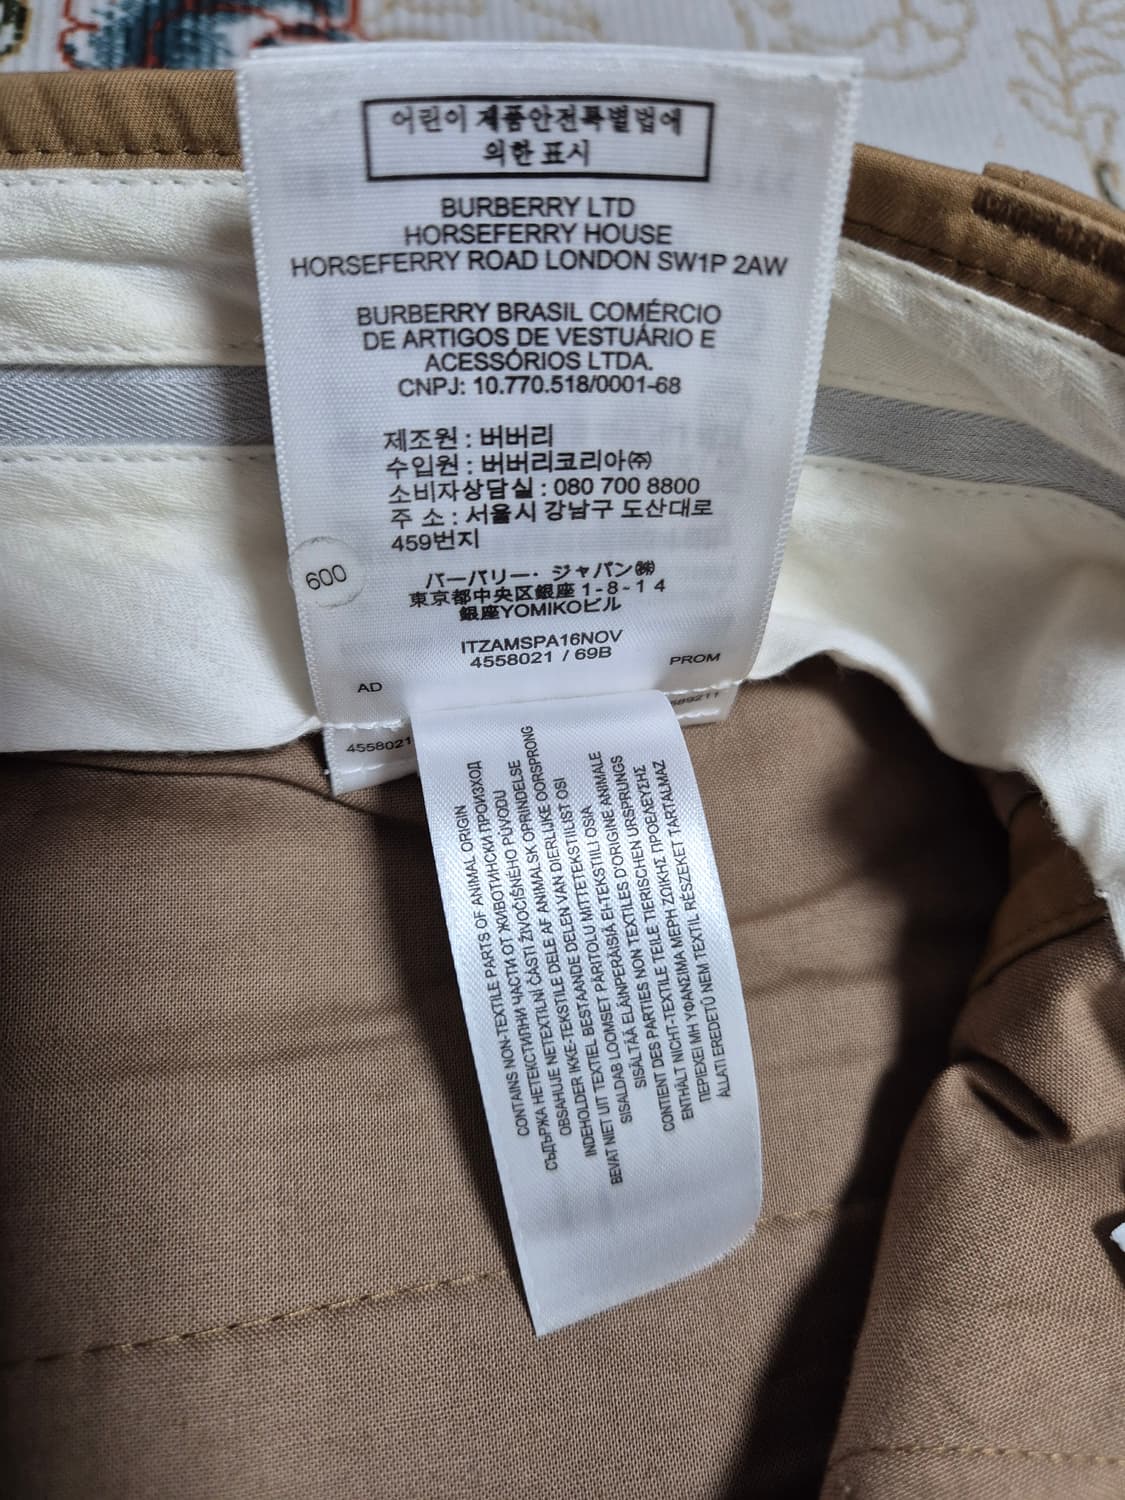 어린이 제품안전특별법에
의한 표시
BURBERRY LTD
HORSEFERRY HOUSE
HORSEFERRY ROAD LONDON SW1P 2AW
BURBERRY BRASIL COMÉRCIO
DE ARTIGOS DE VESTUÁRIO E
ACESSÓRIOS LTDA.
CNPJ: 10.770.518/0001-68
제조원 : 버버리
수입원 : 버버리코리아㈜
소비자상담실 : 080 700 8800
주 소 : 서울시 강남구 도산대로
459번지
600
バーバリー・ジャパン㈱
東京都中央区銀座 1-8-14
銀座YOMIKOビル
ITZAMSPA16NOV
4558021 / 69B
AD
PROM
4558021
CONTAINS NON-TEXTILE PARTS OF ANIMAL ORIGIN
СЪДЪРЖА НЕТЕКСТИЛНИ ЧАСТИ ОТ ЖИВОТИНСКИ ПРОИЗХОД
OBSAHUJE NETEXTILNÍ ČÁSTI ŽIVOČIŠNÉHO PŮVODU
INDEHOLDER IKKE-TEKSTILE DELE AF ANIMALSK OPRINDELSE
BEVAT NIET UIT TEXTIEL BESTAANDE DELEN VAN DIERLIJKE OORSPRONG
SISALDAB LOOMSET PÄRITOLU MITTETEKSTIILIST OSI
SISÄLTÄÄ ELÄINPERÄISIÄ EI-TEKSTIILI OSIA
CONTIENT DES PARTIES NON TEXTILES D'ORIGINE ANIMALE
ENTHÄLT NICHT-TEXTILE TEILE TIERISCHEN URSPRUNGS
ΠΕΡΙΕΧΕΙ ΜΗ ΥΦΑΝΣΙΜΑ ΜΕΡΗ ΖΩΙΚΗΣ ΠΡΟΕΛΕΥΣΗΣ
ÁLLATI EREDETŰ NEM TEXTIL RÉSZEKET TARTALMAZ